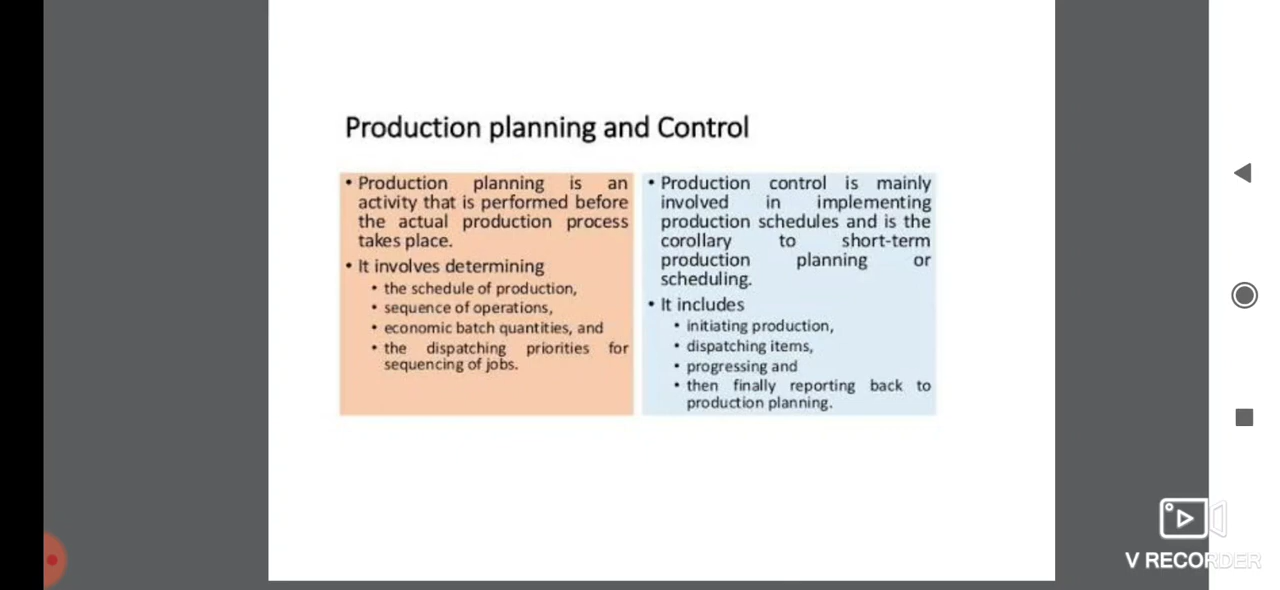 Production planning and Control
• Production planning is an
activity that is performed before
the actual production process
takes place.
• It involves determining
• the schedule of production,
• sequence of operations,
• economic batch quantities, and
• the dispatching priorities for
sequencing of jobs.
• Production control is mainly
involved in implementing
production schedules and is the
corollary to short-term
production planning or
scheduling.
• It includes
• initiating production,
• dispatching items,
• progressing and
• then finally reporting back to
production planning.
V RECORDER